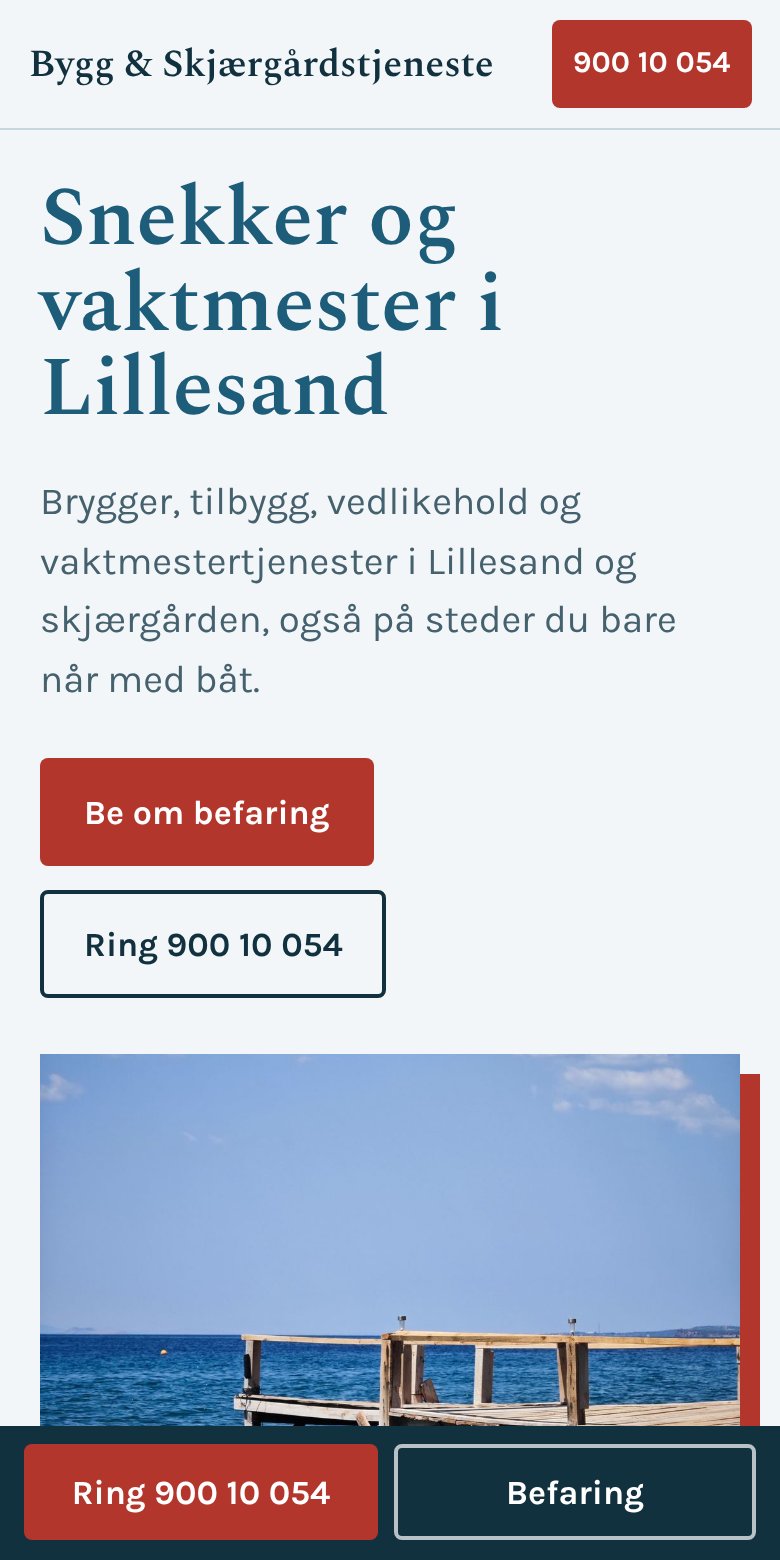 Bygg & Skjærgårdstjeneste
900 10 054
Snekker og
vaktmester i
Lillesand
Brygger, tilbygg, vedlikehold og
vaktmestertjenester i Lillesand og
skjærgården, også på steder du bare
når med båt.
Be om befaring
Ring 900 10 054
Ring 900 10 054
Befaring